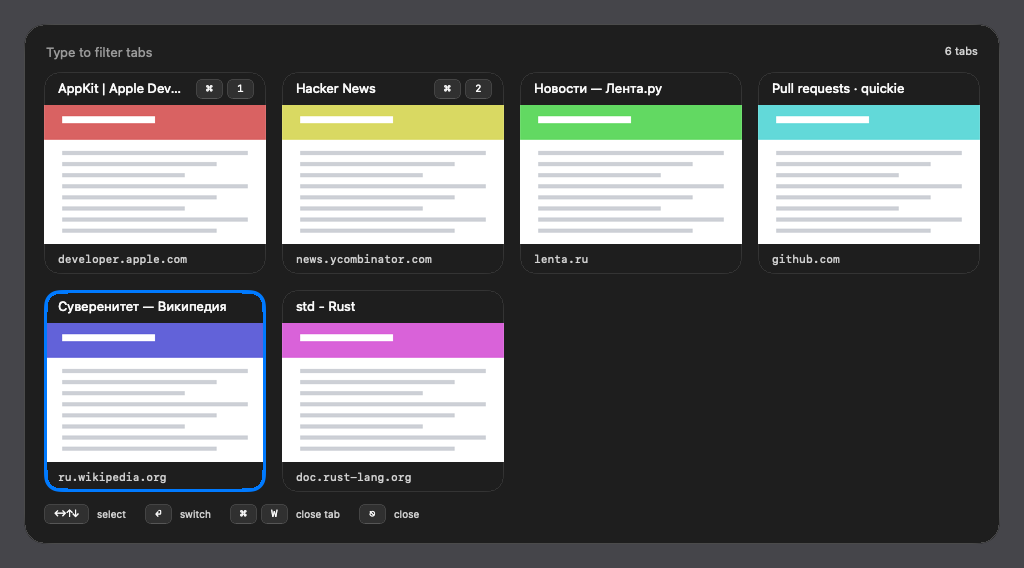 Type to filter tabs
6 tabs
AppKit | Apple Dev... ⌘ 1
Hacker News ⌘ 2
Новости — Лента.ру
Pull requests · quickie
developer.apple.com
news.ycombinator.com
lenta.ru
github.com
Суверенитет — Википедия
std - Rust
ru.wikipedia.org
doc.rust-lang.org
↔↑↓ select ⏎ switch ⌘ W close tab ⎋ close